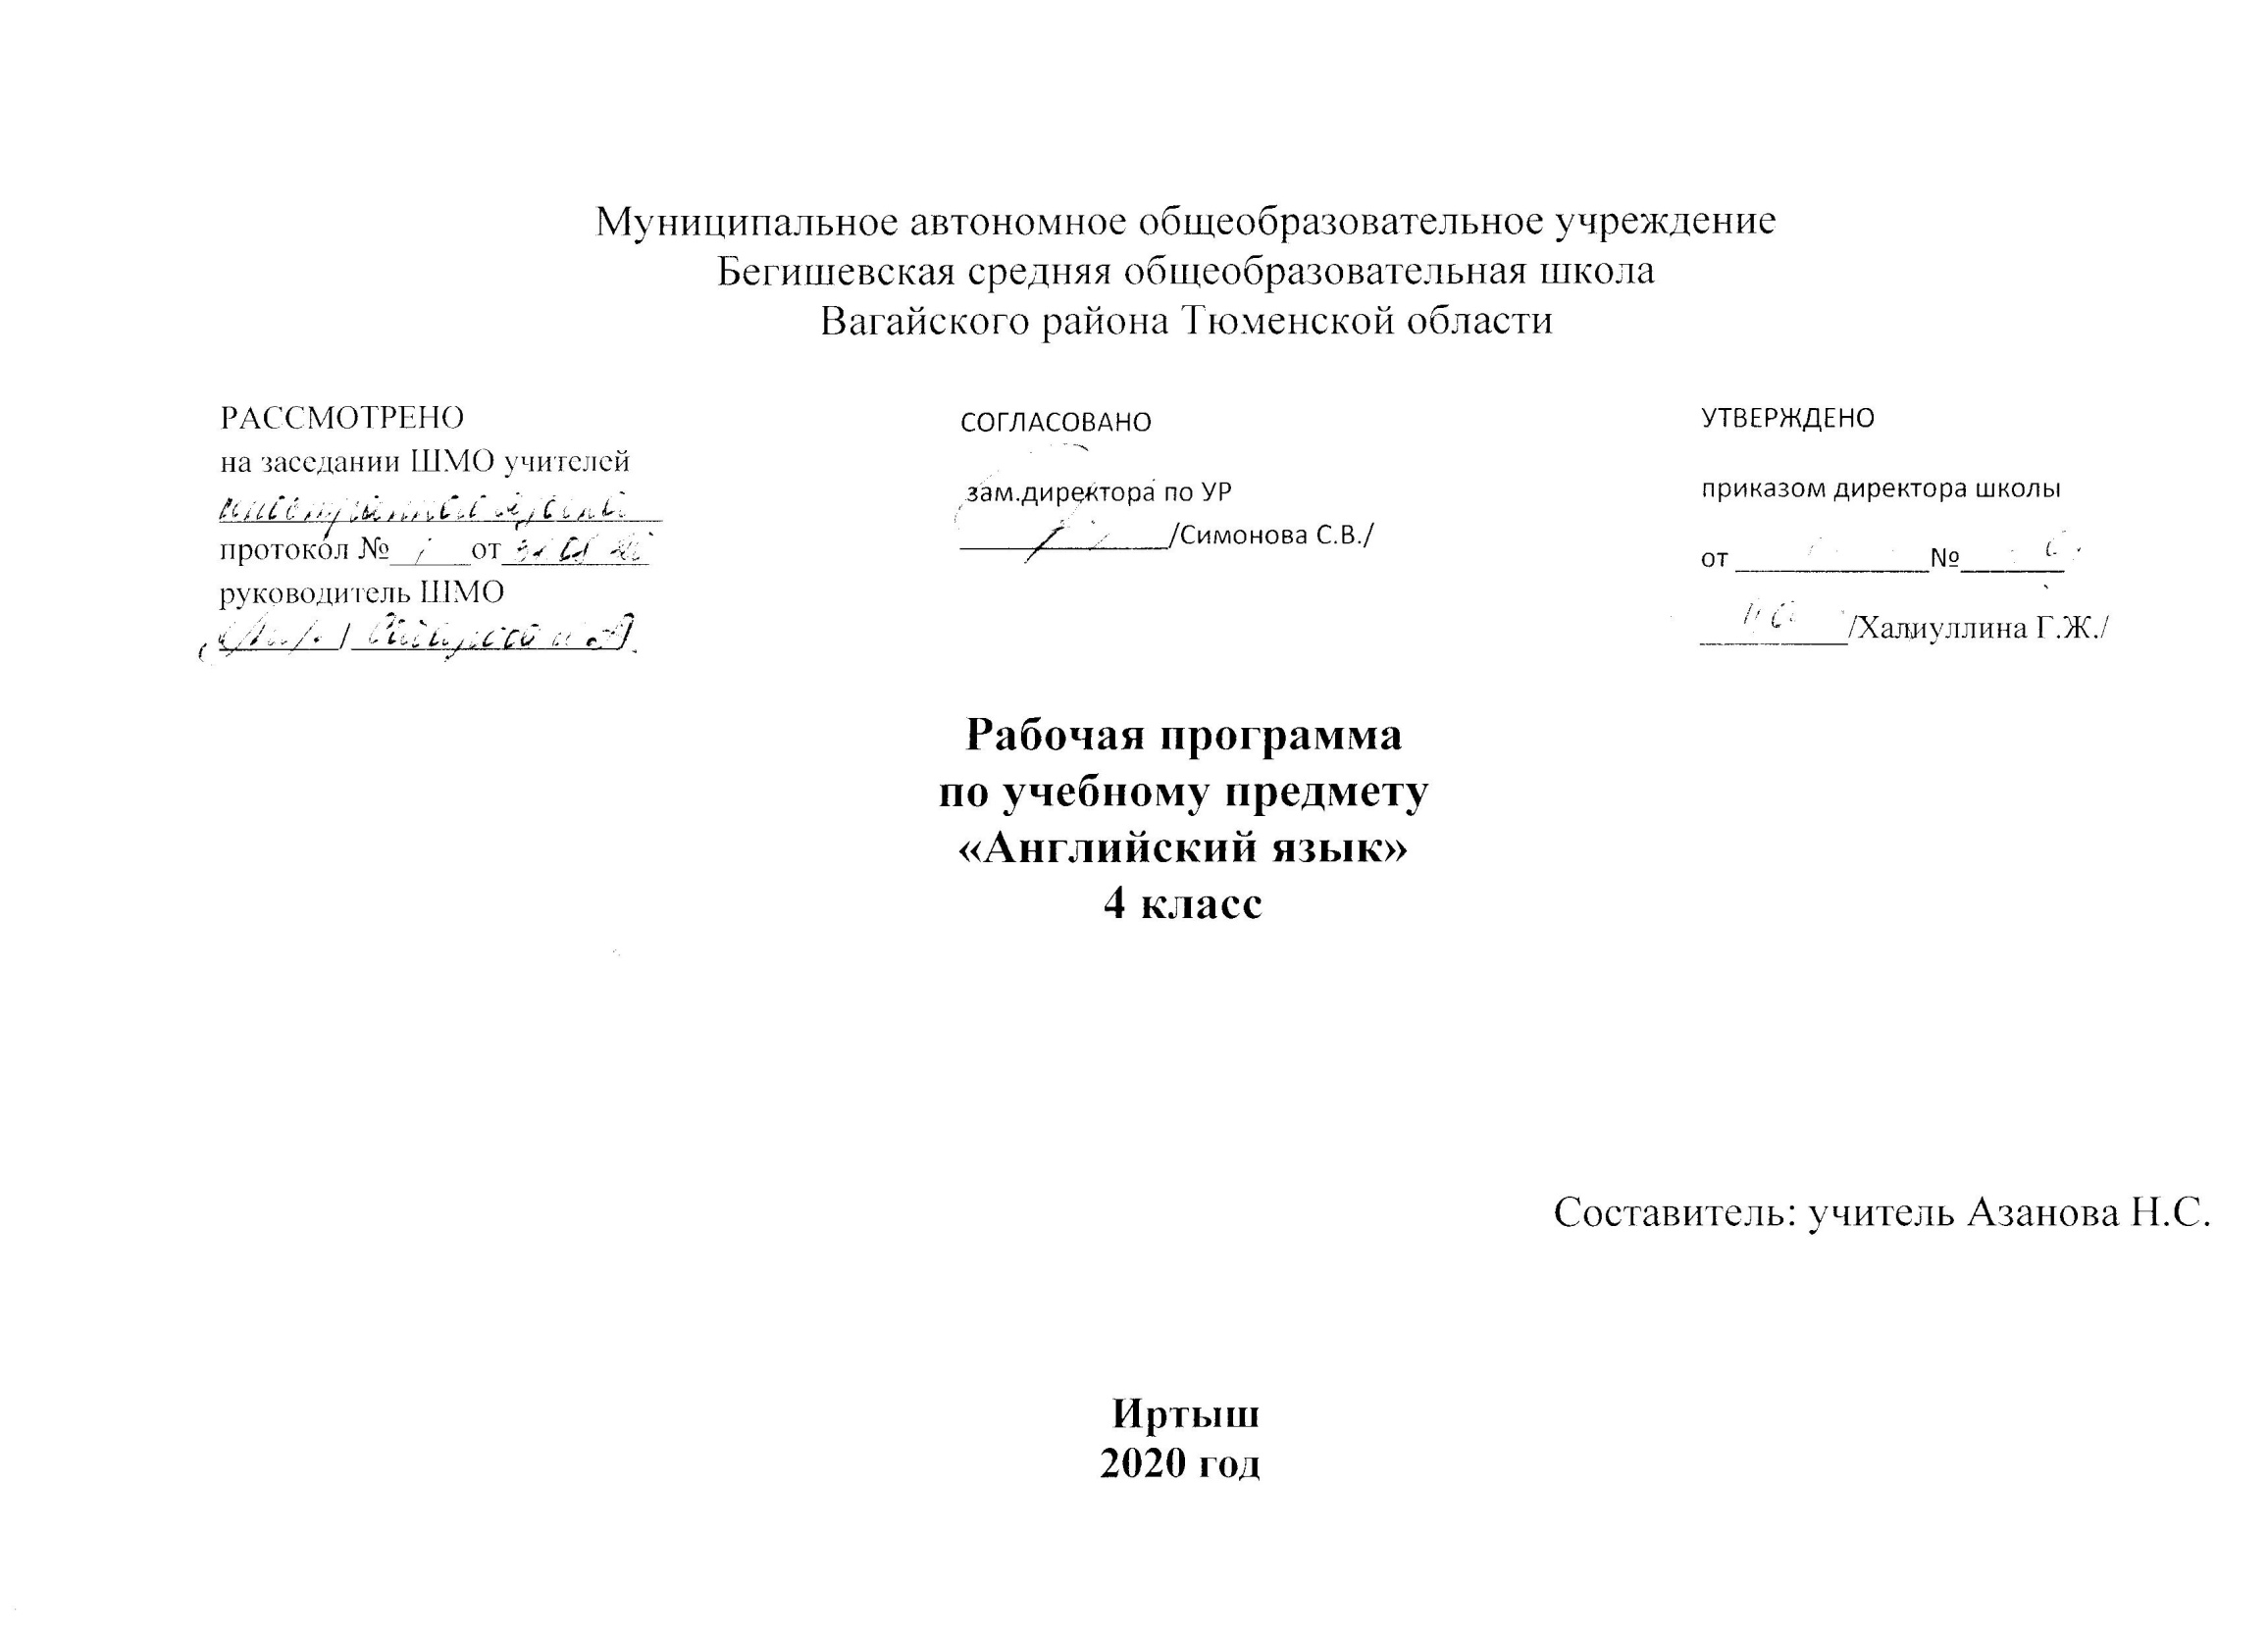 Муниципальное автономное общеобразовательное учреждение
Бегишевская средняя общеобразовательная школа
Вагайского района Тюменской области
РАССМОТРЕНО
на заседании ШМО учителей
протокол № от
руководитель ШМО
СОГЛАСОВАНО
зам.директора по УР
/Симонова С.В./
УТВЕРЖДЕНО
приказом директора школы
от №
/Халиуллина Г.Ж./
Рабочая программа
по учебному предмету
«Английский язык»
4 класс
Составитель: учитель Азанова Н.С.
Иртыш
2020 год